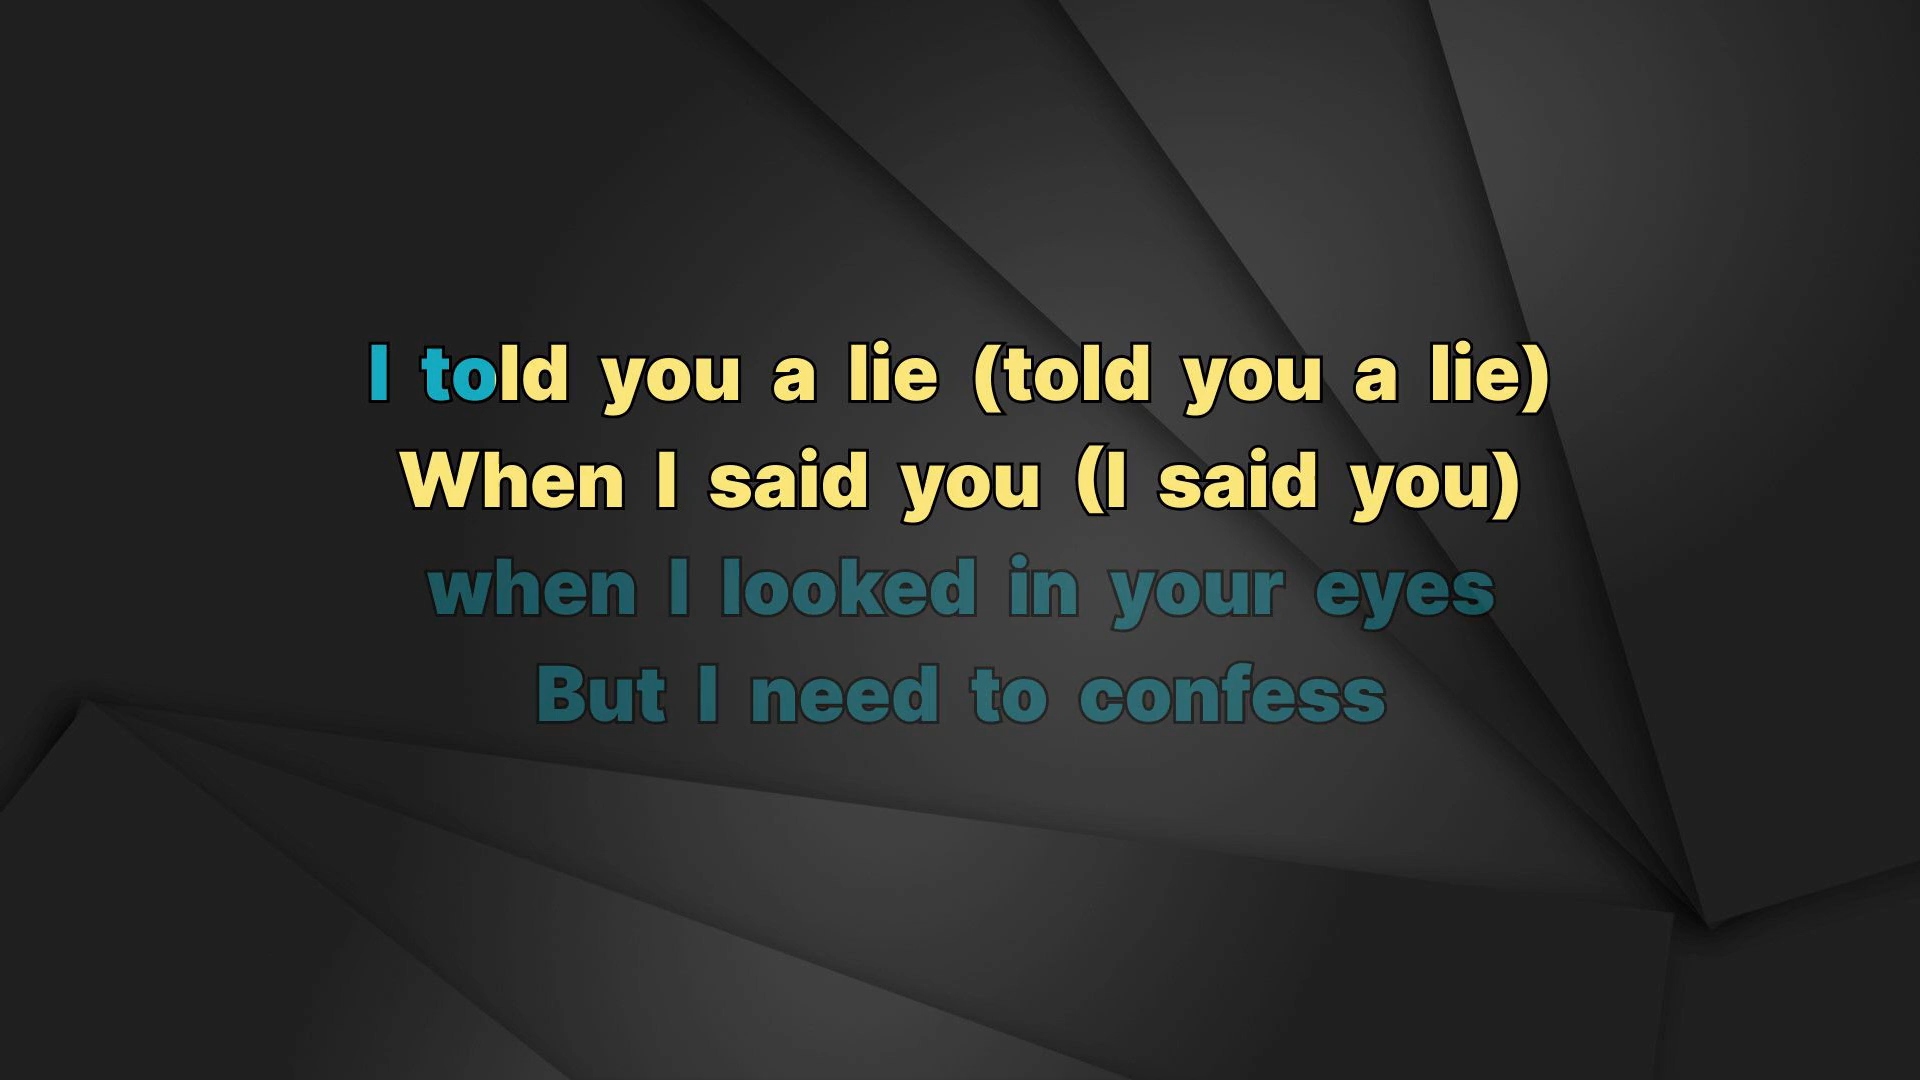 I told you a lie (told you a lie)
When I said you (I said you)
when I looked in your eyes
But I need to confess